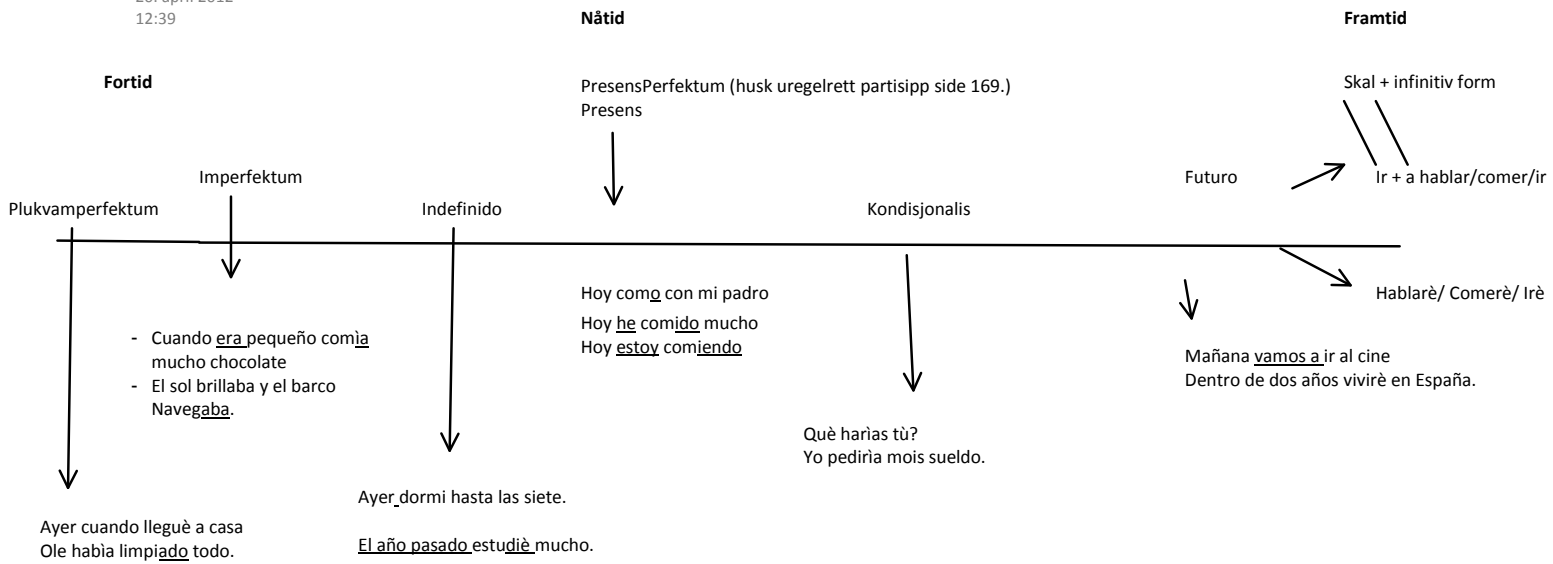 12:39
Nåtid
Framtid
Fortid
PresensPerfektum (husk uregelrett partisipp side 169.)
Presens
Skal + infinitiv form
Imperfektum
Futuro
Ir + a hablar/comer/ir
Plukvamperfektum
Indefinido
Kondisjonalis
Hoy como con mi padro
Hoy he comido mucho
Hoy estoy comiendo
Hablarè/ Comerè/ Irè
- Cuando era pequeño comìa
mucho chocolate
- El sol brillaba y el barco
Navegaba.
Mañana vamos a ir al cine
Dentro de dos años vivirè en España.
Què harìas tù?
Yo pedirìa mois sueldo.
Ayer dormi hasta las siete.
El año pasado estudiè mucho.
Ayer cuando lleguè a casa
Ole habìa limpiado todo.